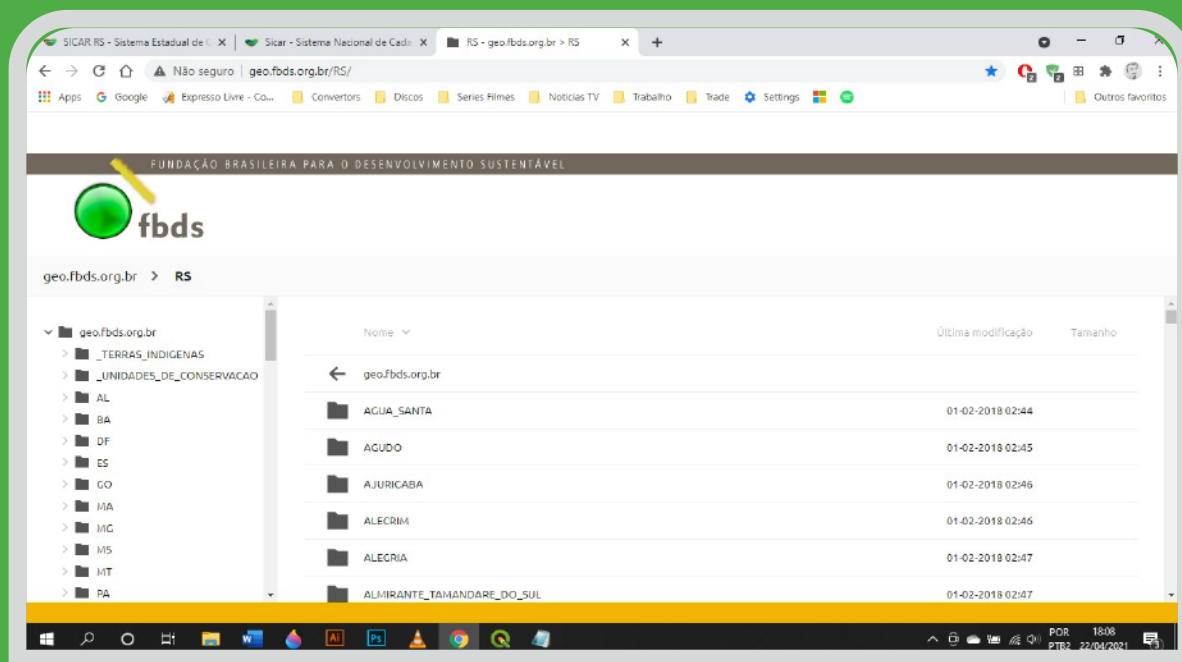 SICAR RS - Sistema Estadual de C
Sicar - Sistema Nacional de Cada
RS - geo.fbds.org.br > RS
Não seguro
geo.fbds.org.br/RS/
Apps
Google
Expresso Livre - Co...
Convertors
Discos
Series Filmes
Noticias TV
Trabalho
Trade
Settings
Outros favoritos
FUNDAÇÃO BRASILEIRA PARA O DESENVOLVIMENTO SUSTENTÁVEL
fbds
geo.fbds.org.br > RS
geo.fbds.org.br
_TERRAS_INDIGENAS
_UNIDADES_DE_CONSERVACAO
AL
BA
DF
ES
GO
MA
MG
MS
MT
PA
Nome Última modificação Tamanho
geo.fbds.org.br
AGUA_SANTA 01-02-2018 02:44
AGUDO 01-02-2018 02:45
AJURICABA 01-02-2018 02:46
ALECRIM 01-02-2018 02:46
ALEGRIA 01-02-2018 02:47
ALMIRANTE_TAMANDARE_DO_SUL 01-02-2018 02:47
Ai
Ps
POR 18:08
PTB2 22/04/2021